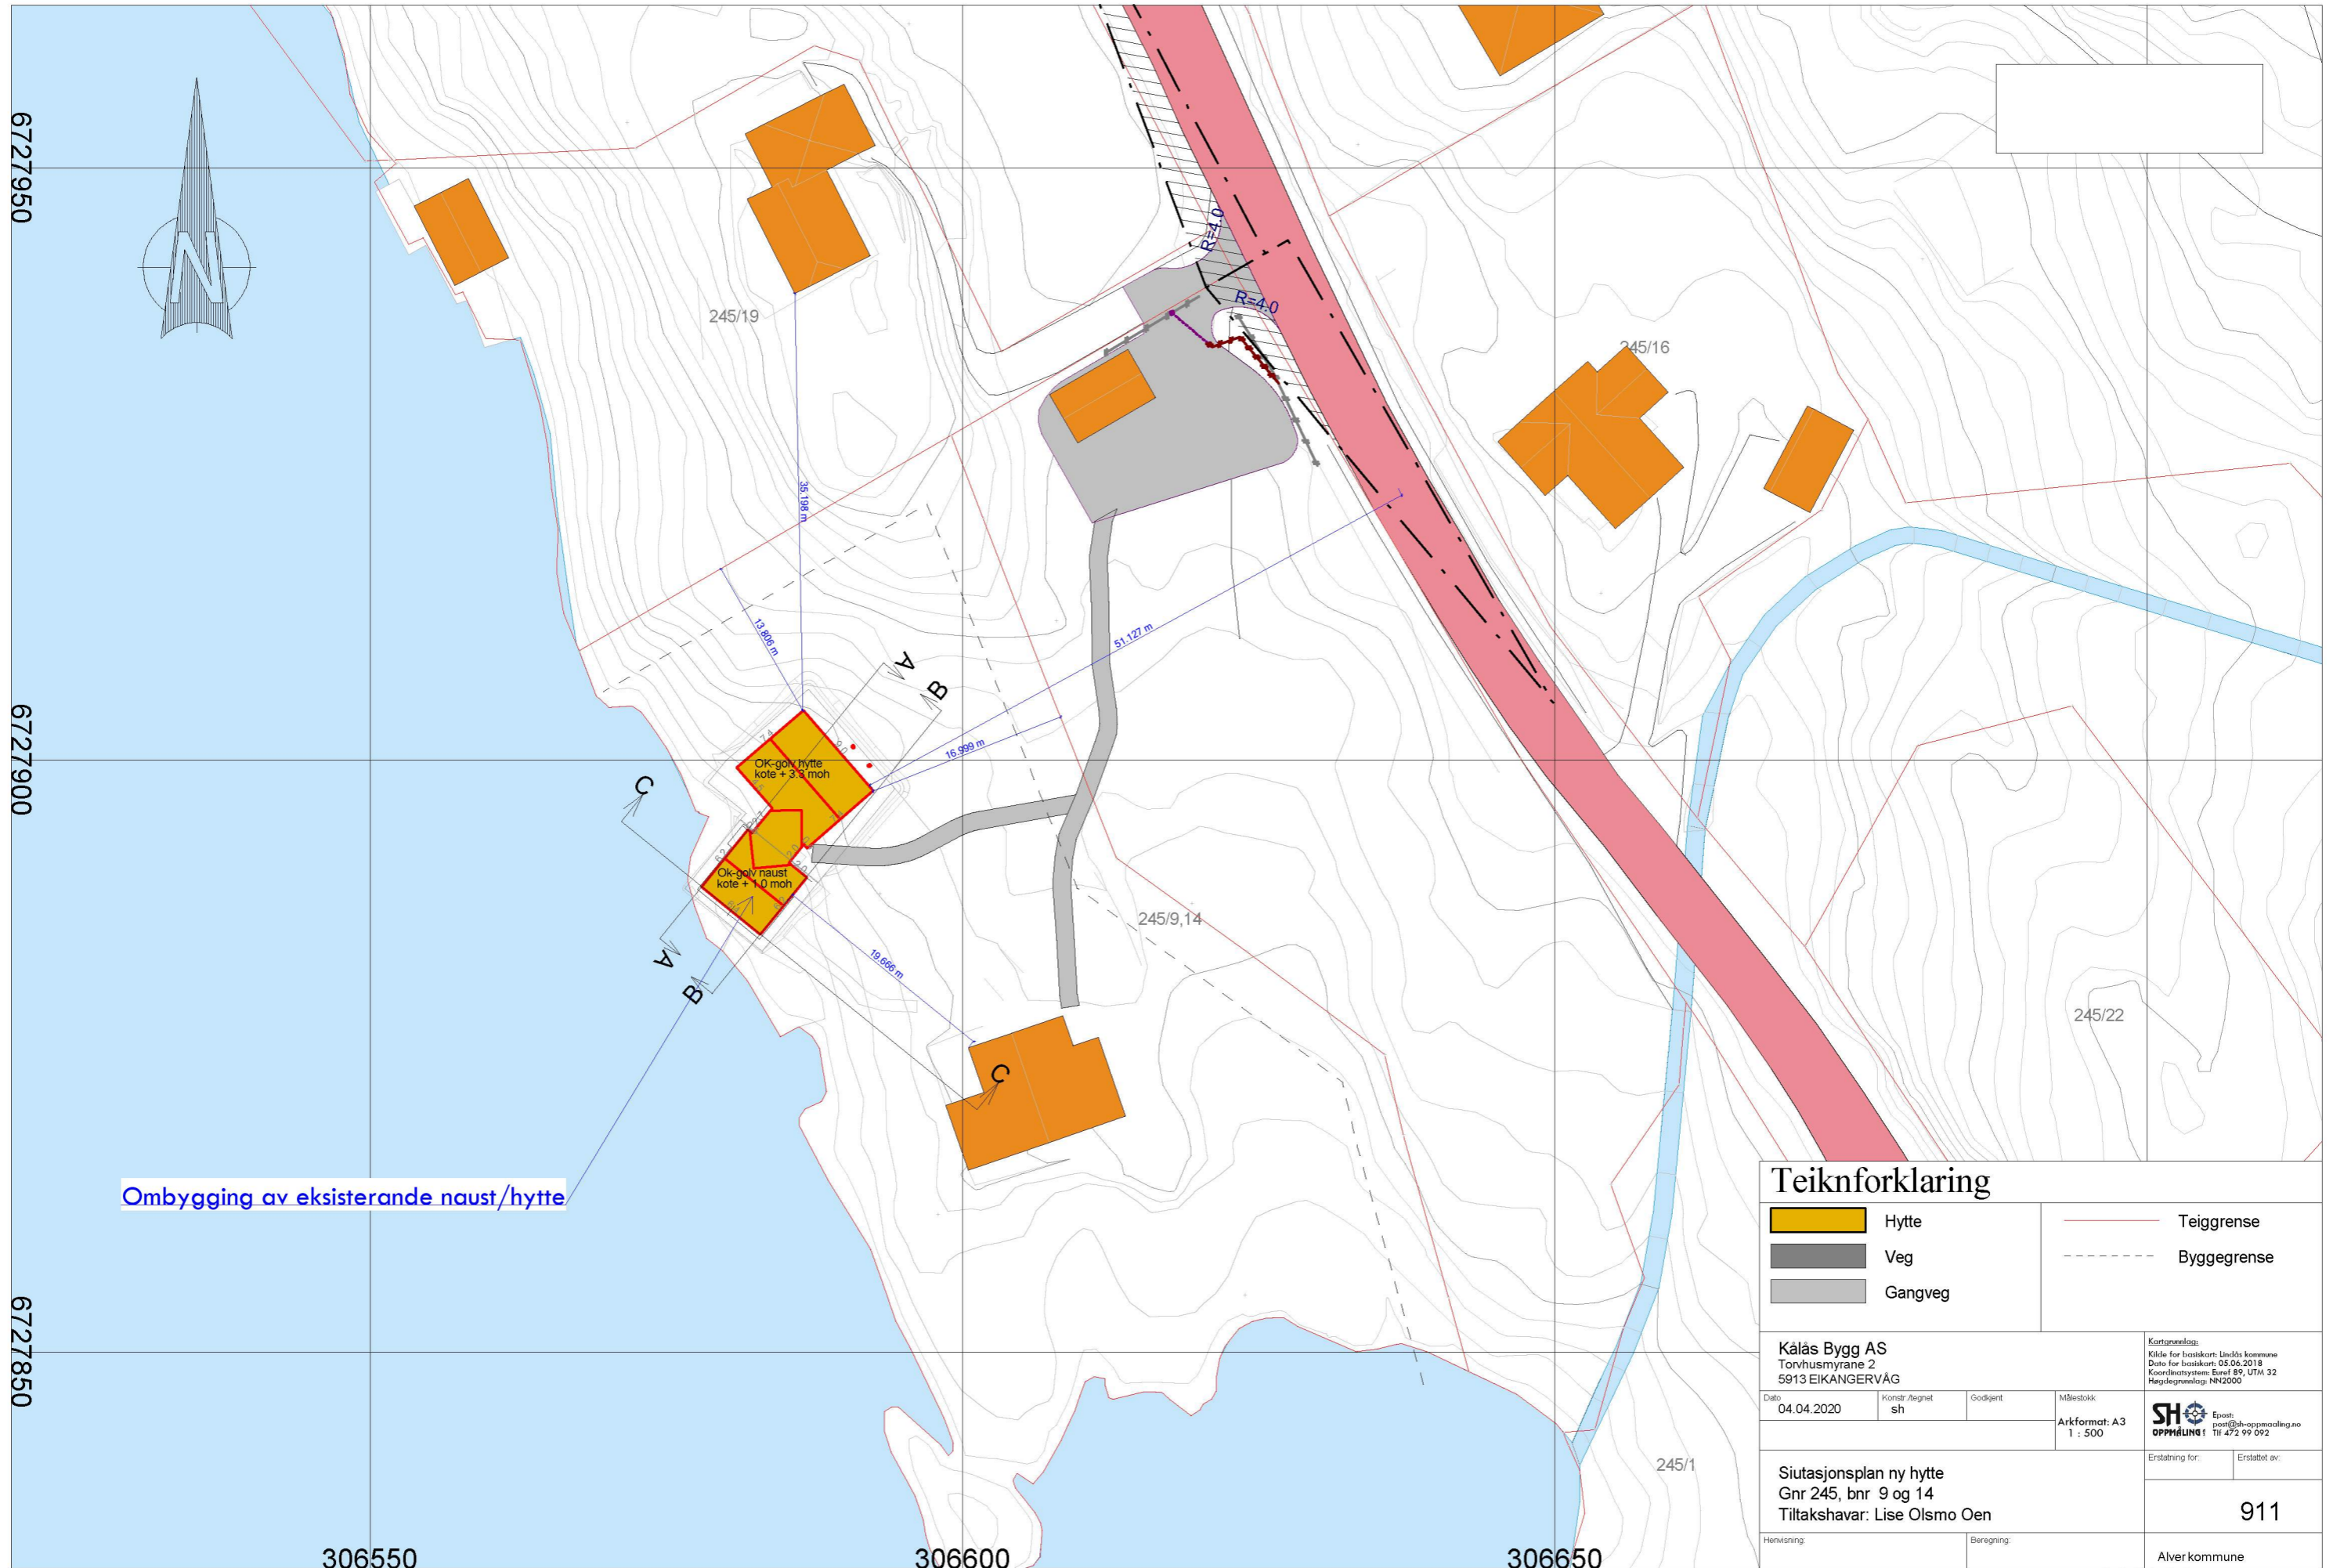 6727950
6727900
6727850
306550
306600
306650
N
245/19
245/16
245/9,14
245/22
245/1
R=4.0
R=4.0
35.198 m
13.806 m
51.127 m
16.999 m
19.666 m
A
B
C
A
B
C
7.4
9.0
OK-golv hytte
kote + 3.3 moh
Ok-golv naust
kote + 1.0 moh
Ombygging av eksisterande naust/hytte
Teiknforklaring
Hytte
Veg
Gangveg
Teiggrense
Byggegrense
Kålås Bygg AS
Torvhusmyrane 2
5913 EIKANGERVÅG
Kartgrunnlag:
Kilde for basiskart: Lindås kommune
Dato for basiskart: 05.06.2018
Koordinatsystem: Euref 89, UTM 32
Høgdegrunnlag: NN2000
Dato
04.04.2020
Konstr./tegnet
sh
Godkjent
Målestokk
Arkformat: A3
1 : 500
SH
OPPMÅLING
Epost:
post@sh-oppmaaling.no
Tlf 472 99 092
Siutasjonsplan ny hytte
Gnr 245, bnr 9 og 14
Tiltakshavar: Lise Olsmo Oen
Erstatning for:
Erstattet av:
911
Henvisning:
Beregning:
Alver kommune